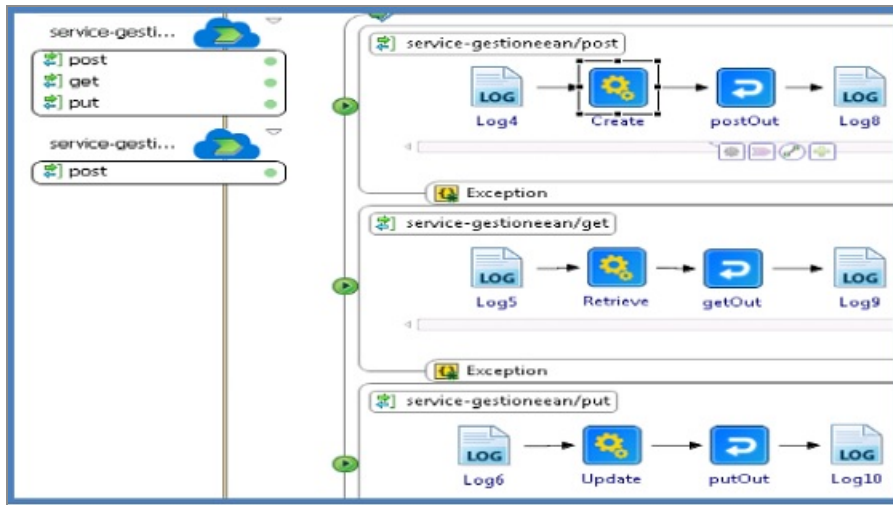 service-gesti...
post
get
put
service-gesti...
post
service-gestioneean/post
LOG
LOG
Log4
Create
postOut
Log8
Exception
service-gestioneean/get
LOG
LOG
Log5
Retrieve
getOut
Log9
Exception
service-gestioneean/put
LOG
LOG
Log6
Update
putOut
Log10